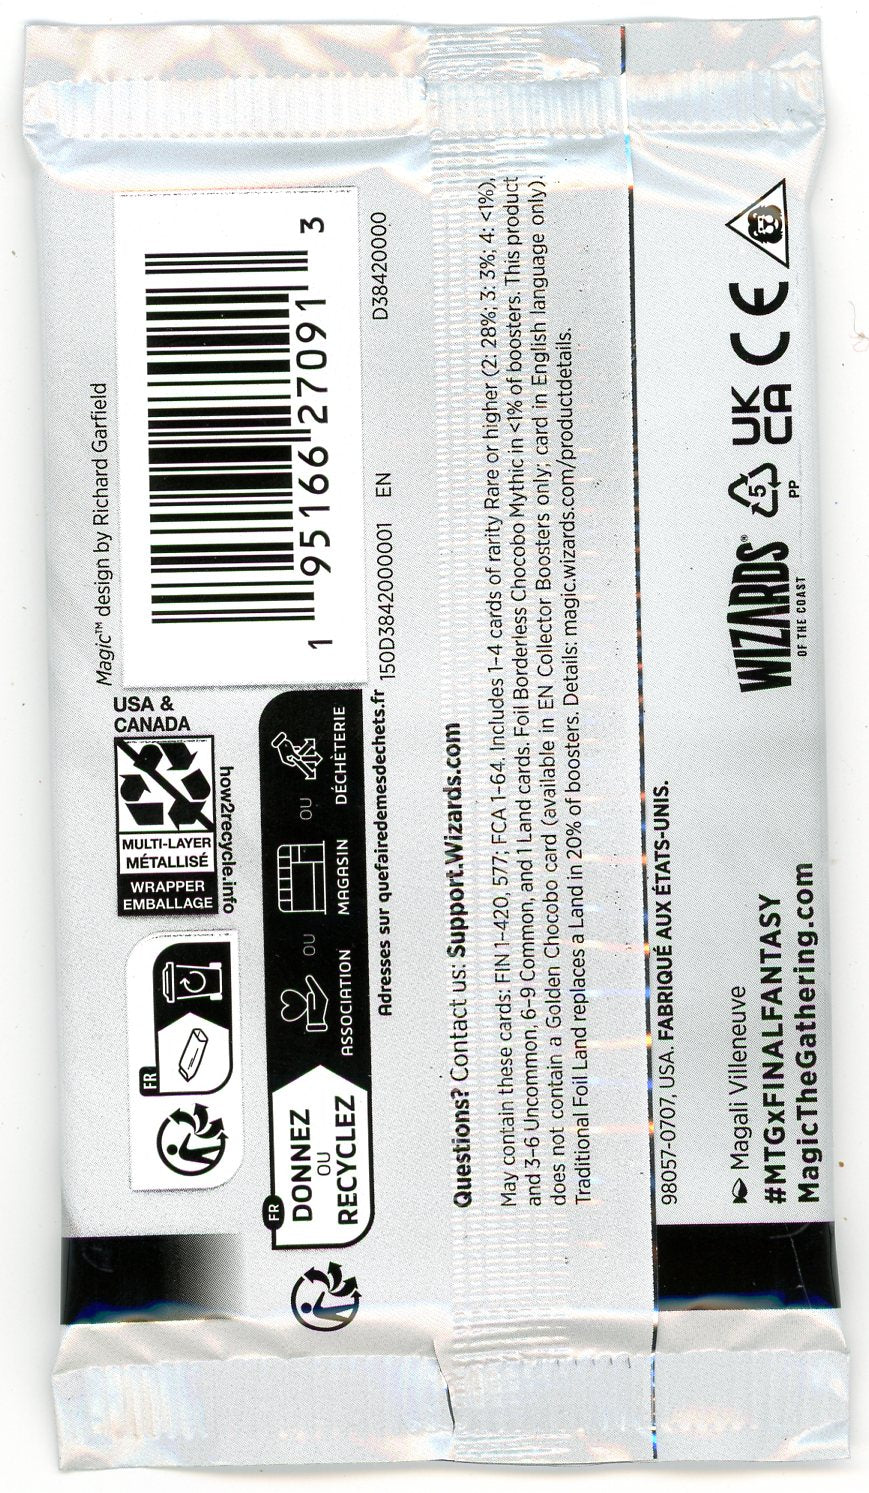 Magic™ design by Richard Garfield
1 95166 27091 3
150D3842000001 EN D38420000
USA &
CANADA
MULTI-LAYER
MÉTALLISÉ
WRAPPER
EMBALLAGE
how2recycle.info
FR
FR
DONNEZ
OU
RECYCLEZ
ASSOCIATION
OU
MAGASIN
OU
DÉCHÈTERIE
Adresses sur quefairedemesdechets.fr
Questions? Contact us: Support.Wizards.com
May contain these cards: FIN 1–420, 577; FCA 1–64. Includes 1–4 cards of rarity Rare or higher (2: 28%; 3: 3%; 4: <1%),
and 3–6 Uncommon, 6–9 Common, and 1 Land cards. Foil Borderless Chocobo Mythic in <1% of boosters. This product
does not contain a Golden Chocobo card (available in EN Collector Boosters only; card in English language only).
Traditional Foil Land replaces a Land in 20% of boosters. Details: magic.wizards.com/productdetails.
98057-0707, USA. FABRIQUÉ AUX ÉTATS-UNIS.
Magali Villeneuve
#MTGxFINALFANTASY
MagicTheGathering.com
WIZARDS®
OF THE COAST
5
PP
UK
CA
CE